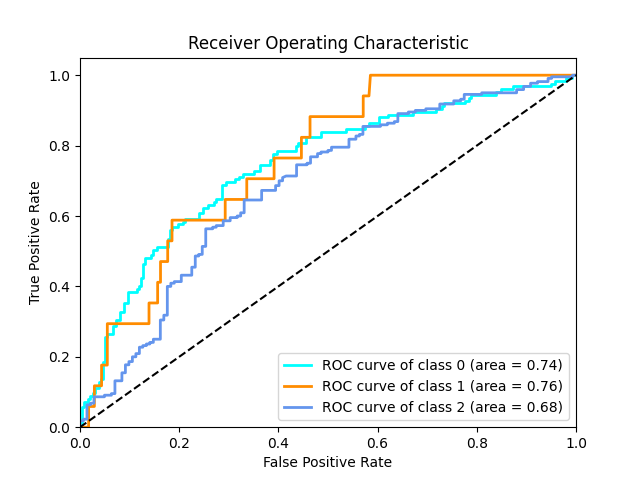 Receiver Operating Characteristic
1.0
0.8
0.6
0.4
0.2
0.0
True Positive Rate
ROC curve of class 0 (area = 0.74)
ROC curve of class 1 (area = 0.76)
ROC curve of class 2 (area = 0.68)
0.0 0.2 0.4 0.6 0.8 1.0
False Positive Rate